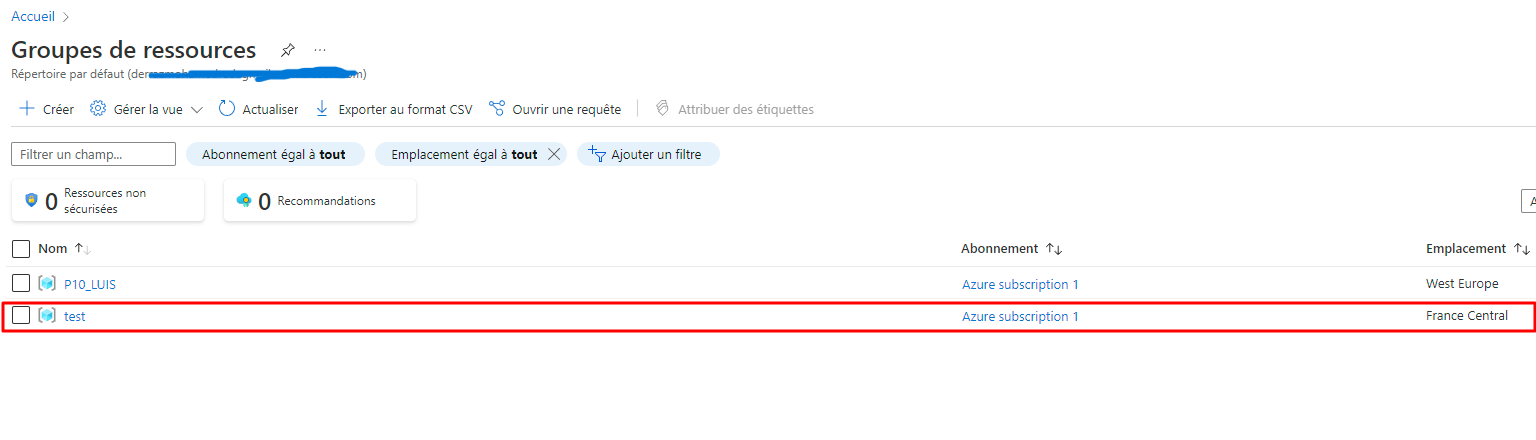 Accueil
Groupes de ressources
Répertoire par défaut (der m)
Créer Gérer la vue Actualiser Exporter au format CSV Ouvrir une requête Attribuer des étiquettes
Filtrer un champ... Abonnement égal à tout Emplacement égal à tout Ajouter un filtre
0 Ressources non sécurisées 0 Recommandations
A
Nom Abonnement Emplacement
P10_LUIS Azure subscription 1 West Europe
test Azure subscription 1 France Central